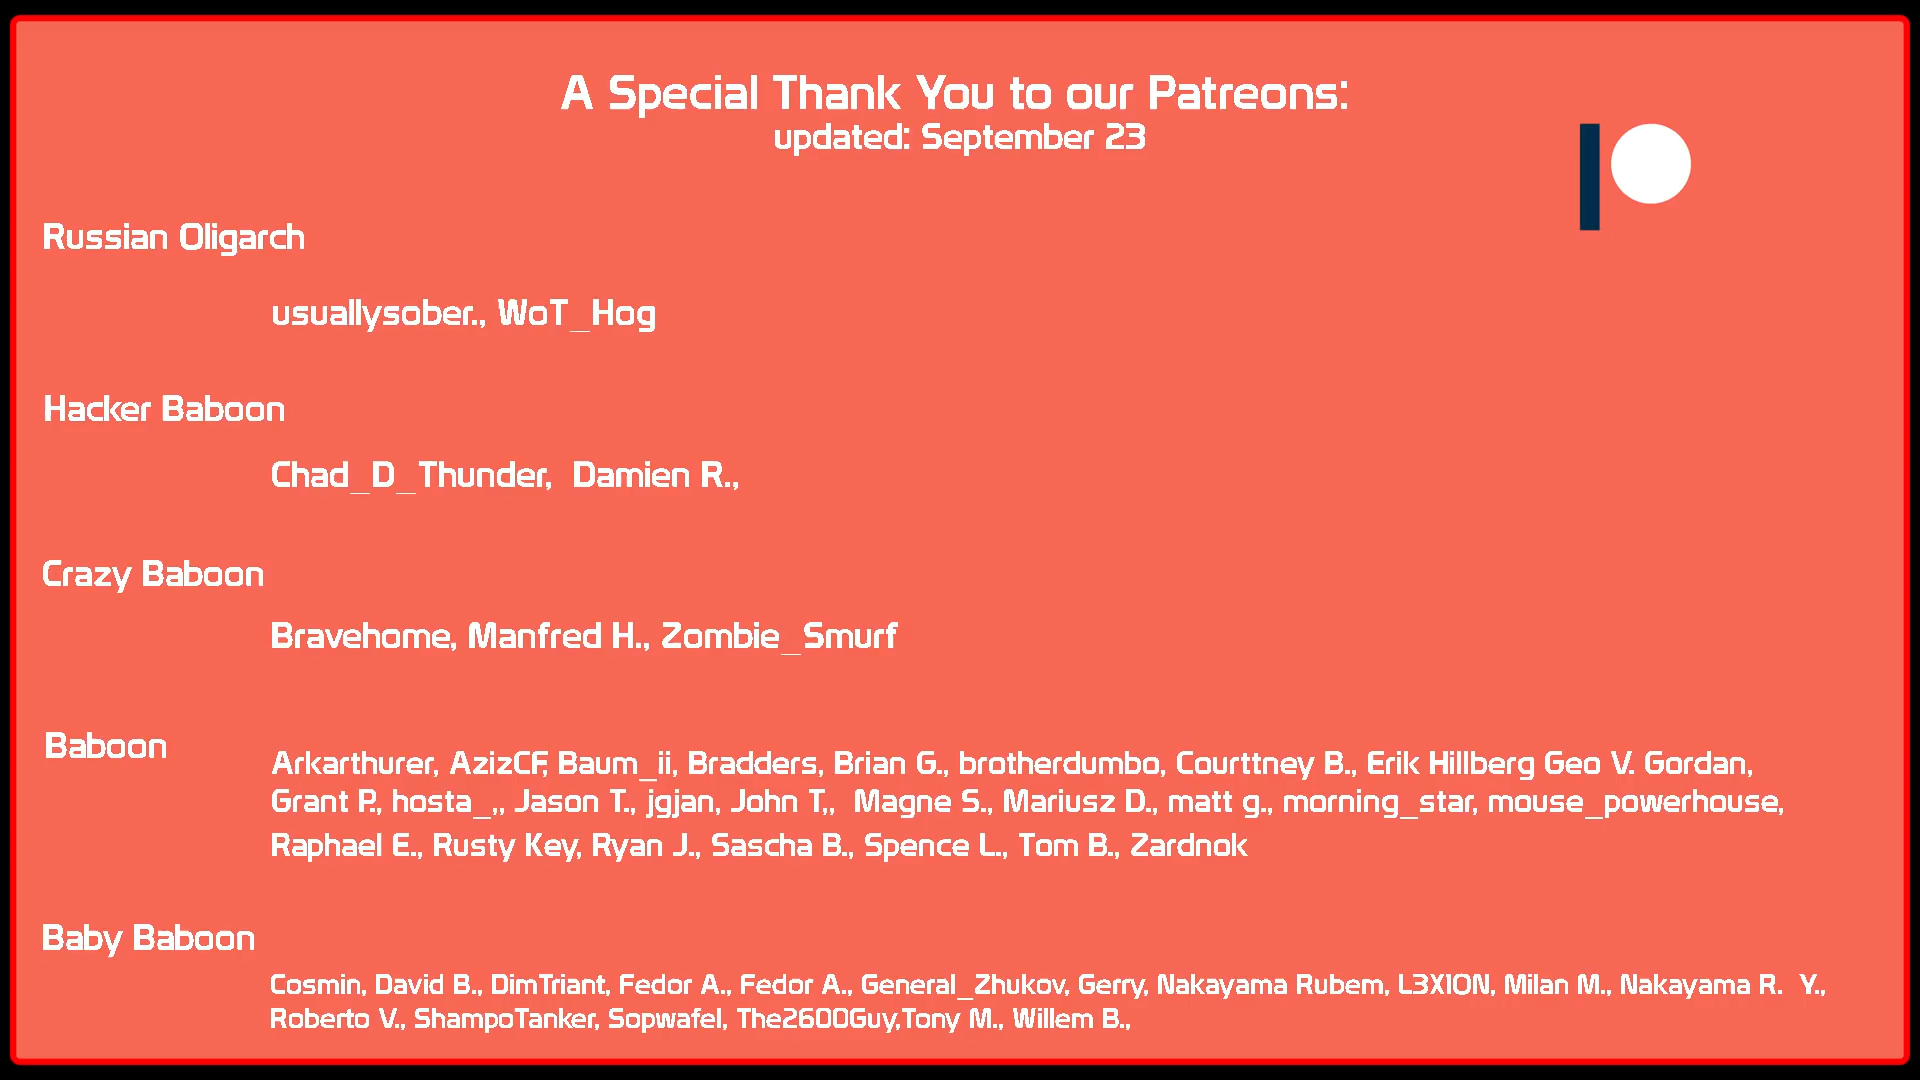 A Special Thank You to our Patreons:
updated: September 23
Russian Oligarch
usuallysober., WoT_Hog
Hacker Baboon
Chad_D_Thunder,  Damien R.,
Crazy Baboon
Bravehome, Manfred H., Zombie_Smurf
Baboon
Arkarthurer, AzizCF, Baum_ii, Bradders, Brian G., brotherdumbo, Courttney B., Erik Hillberg Geo V. Gordan,
Grant P., hosta_,, Jason T., jgjan, John T,,  Magne S., Mariusz D., matt g., morning_star, mouse_powerhouse,
Raphael E., Rusty Key, Ryan J., Sascha B., Spence L., Tom B., Zardnok
Baby Baboon
Cosmin, David B., DimTriant, Fedor A., Fedor A., General_Zhukov, Gerry, Nakayama Rubem, L3X1ON, Milan M., Nakayama R.  Y.,
Roberto V., ShampoTanker, Sopwafel, The2600Guy,Tony M., Willem B.,